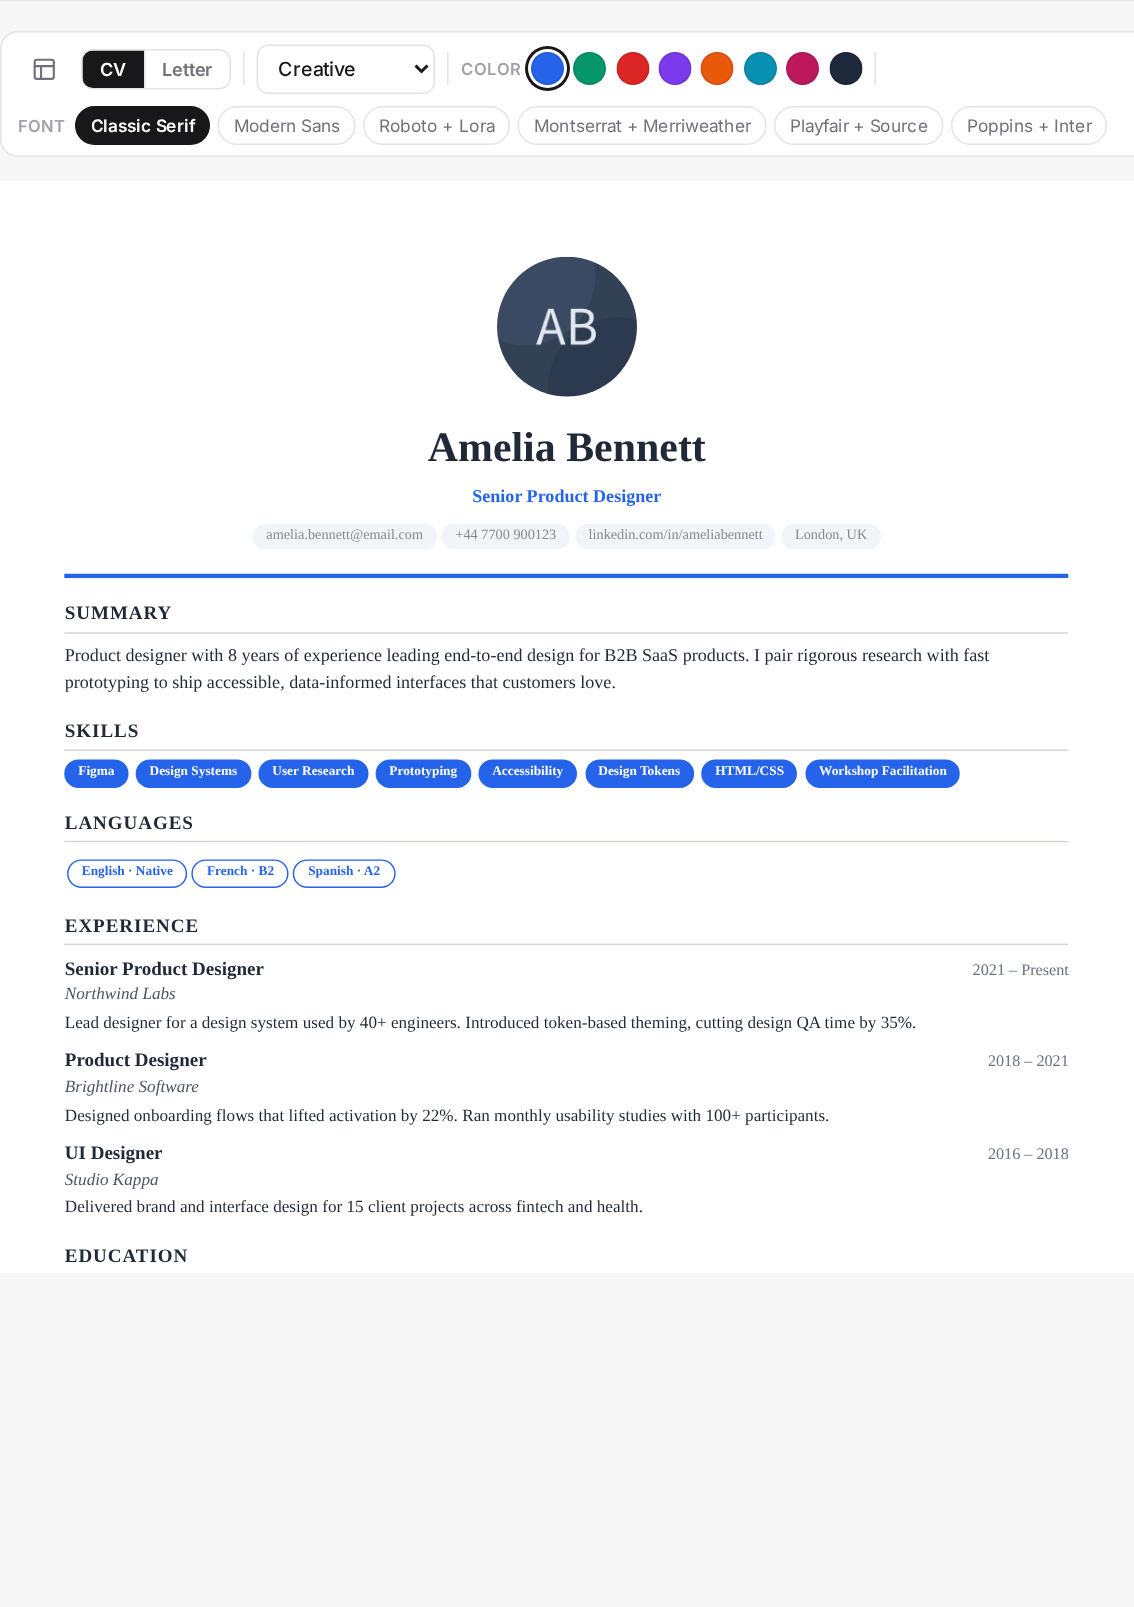 CV Letter Creative COLOR
FONT Classic Serif Modern Sans Roboto + Lora Montserrat + Merriweather Playfair + Source Poppins + Inter
AB
Amelia Bennett
Senior Product Designer
amelia.bennett@email.com +44 7700 900123 linkedin.com/in/ameliabennett London, UK
SUMMARY
Product designer with 8 years of experience leading end-to-end design for B2B SaaS products. I pair rigorous research with fast
prototyping to ship accessible, data-informed interfaces that customers love.
SKILLS
Figma Design Systems User Research Prototyping Accessibility Design Tokens HTML/CSS Workshop Facilitation
LANGUAGES
English · Native French · B2 Spanish · A2
EXPERIENCE
Senior Product Designer 2021 – Present
Northwind Labs
Lead designer for a design system used by 40+ engineers. Introduced token-based theming, cutting design QA time by 35%.
Product Designer 2018 – 2021
Brightline Software
Designed onboarding flows that lifted activation by 22%. Ran monthly usability studies with 100+ participants.
UI Designer 2016 – 2018
Studio Kappa
Delivered brand and interface design for 15 client projects across fintech and health.
EDUCATION